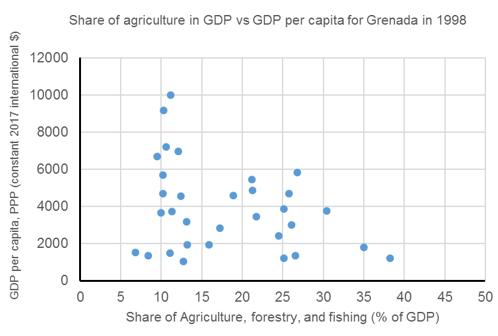 Share of agriculture in GDP vs GDP per capita for Grenada in 1998
GDP per capita, PPP (constant 2017 international $)
12000
10000
8000
6000
4000
2000
0
0 5 10 15 20 25 30 35 40 45 50
Share of Agriculture, forestry, and fishing (% of GDP)